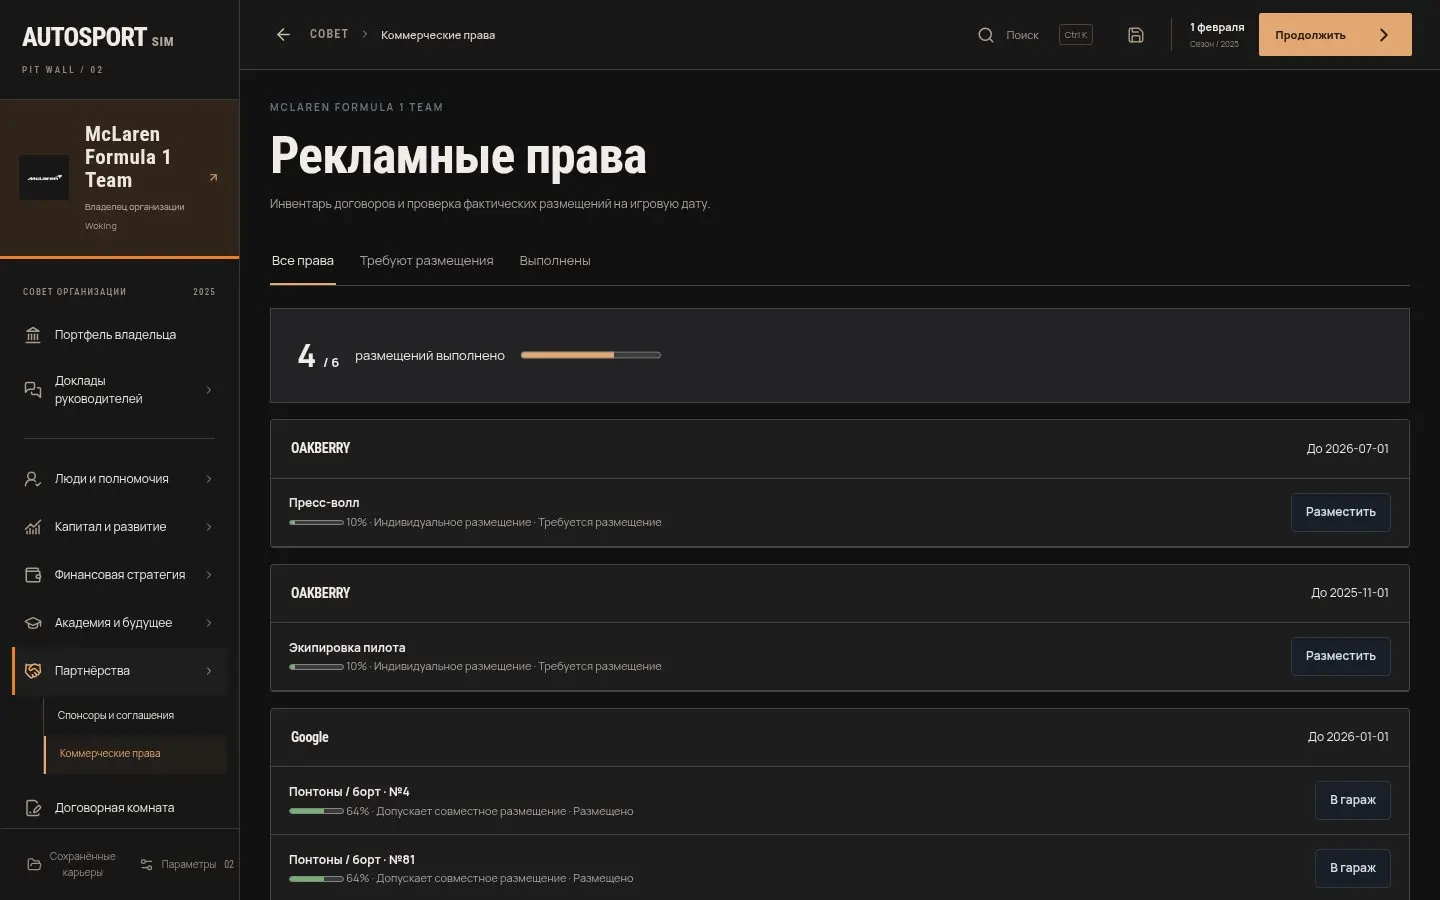 AUTOSPORT SIM
PIT WALL / 02
McLaren
McLaren
Formula 1
Team
Владелец организации
Woking
СОВЕТ ОРГАНИЗАЦИИ 2025
Портфель владельца
Доклады
руководителей
Люди и полномочия
Капитал и развитие
Финансовая стратегия
Академия и будущее
Партнёрства
Спонсоры и соглашения
Коммерческие права
Договорная комната
Сохранённые
карьеры
Параметры 02
СОВЕТ
Коммерческие права
Поиск
Ctrl K
1 февраля
Сезон / 2025
Продолжить
MCLAREN FORMULA 1 TEAM
Рекламные права
Инвентарь договоров и проверка фактических размещений на игровую дату.
Все права
Требуют размещения
Выполнены
4 / 6 размещений выполнено
OAKBERRY
До 2026-07-01
Пресс-волл
10% · Индивидуальное размещение · Требуется размещение
Разместить
OAKBERRY
До 2025-11-01
Экипировка пилота
10% · Индивидуальное размещение · Требуется размещение
Разместить
Google
До 2026-01-01
Понтоны / борт · №4
64% · Допускает совместное размещение · Размещено
В гараж
Понтоны / борт · №81
64% · Допускает совместное размещение · Размещено
В гараж